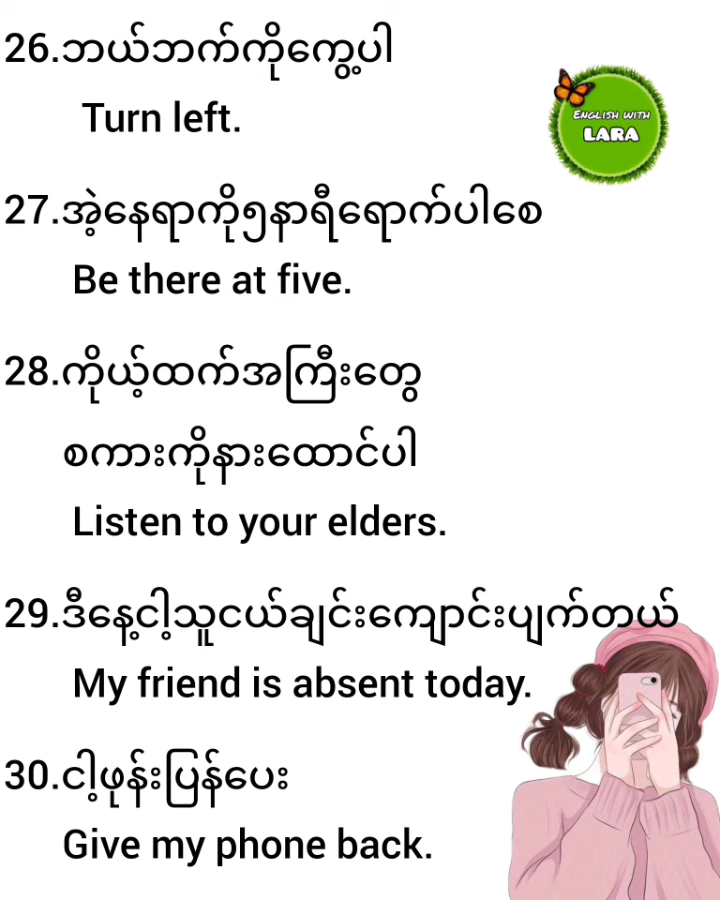 26.ဘယ်ဘက်ကိုကွေ့ပါ
Turn left.
ENGLISH WITH
LARA
27.အဲ့နေရာကို၅နာရီရောက်ပါစေ
Be there at five.
28.ကိုယ့်ထက်အကြီးတွေ
စကားကိုနားထောင်ပါ
Listen to your elders.
29.ဒီနေ့ငါ့သူငယ်ချင်းကျောင်းပျက်တယ်
My friend is absent today.
30.ငါ့ဖုန်းပြန်ပေး
Give my phone back.